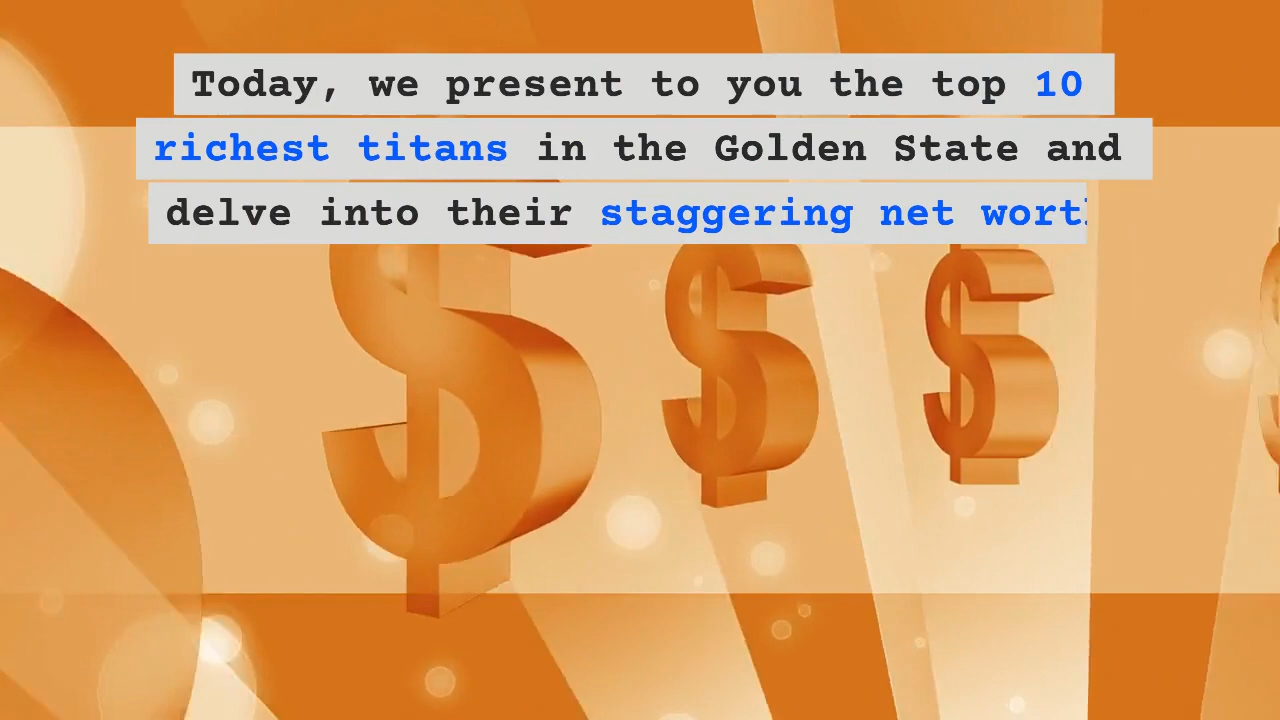 Today, we present to you the top 10
richest titans in the Golden State and
delve into their staggering net